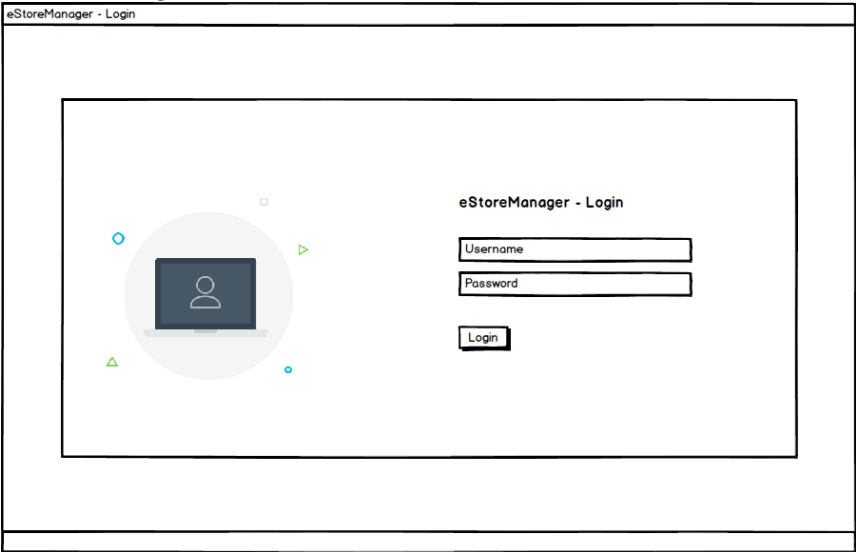 eStoreManager - Login
eStoreManager - Login
Username
Password
Login